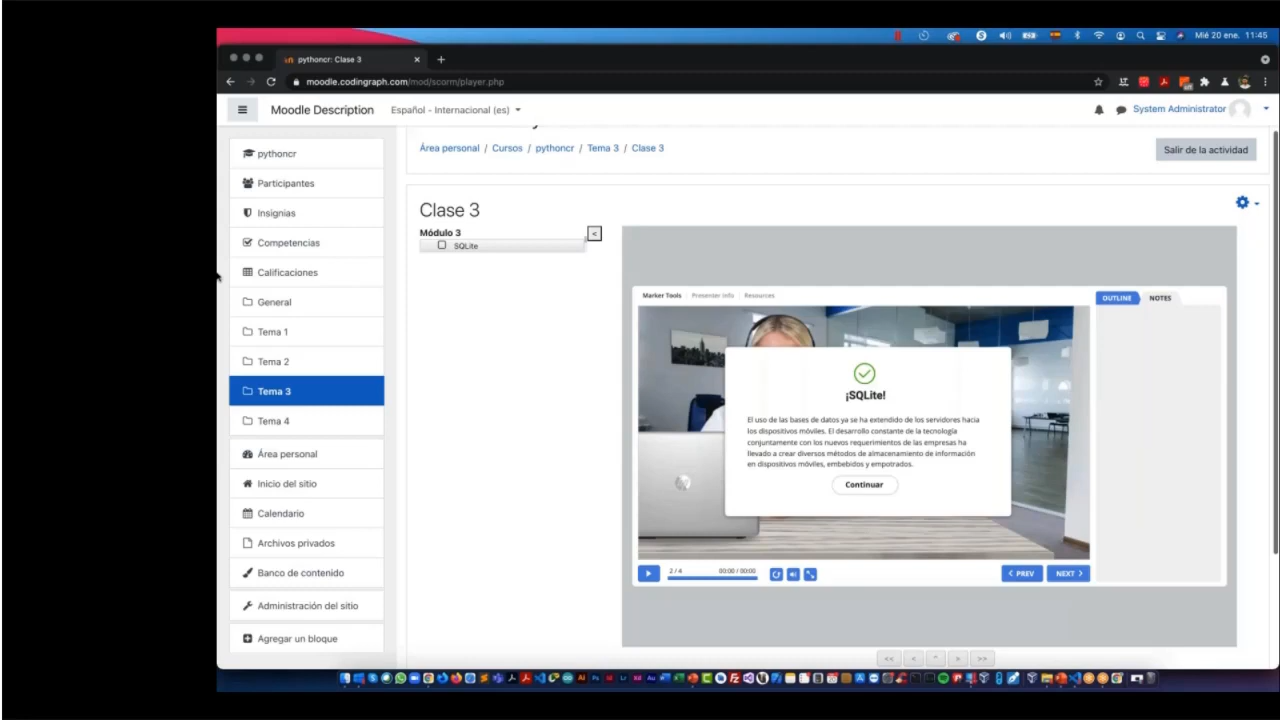 Mié 20 ene. 11:45
pythoncr: Clase 3
moodle.codingraph.com/mod/scorm/player.php
Moodle Description
Español - Internacional (es)
System Administrator
Área personal / Cursos / pythoncr / Tema 3 / Clase 3
Salir de la actividad
pythoncr
Participantes
Insignias
Competencias
Calificaciones
General
Tema 1
Tema 2
Tema 3
Tema 4
Área personal
Inicio del sitio
Calendario
Archivos privados
Banco de contenido
Administración del sitio
Agregar un bloque
Clase 3
Módulo 3
<
SQLite
Marker Tools
Presenter Info
Resources
OUTLINE
NOTES
¡SQLite!
El uso de las bases de datos ya se ha extendido de los servidores hacia
los dispositivos móviles. El desarrollo constante de la tecnología
conjuntamente con los nuevos requerimientos de las empresas ha
llevado a crear diversos métodos de almacenamiento de información
en dispositivos móviles, embebidos y empotrados.
Continuar
hp
2 / 4
00:00 / 00:00
< PREV
NEXT >
<< < ^ > >>